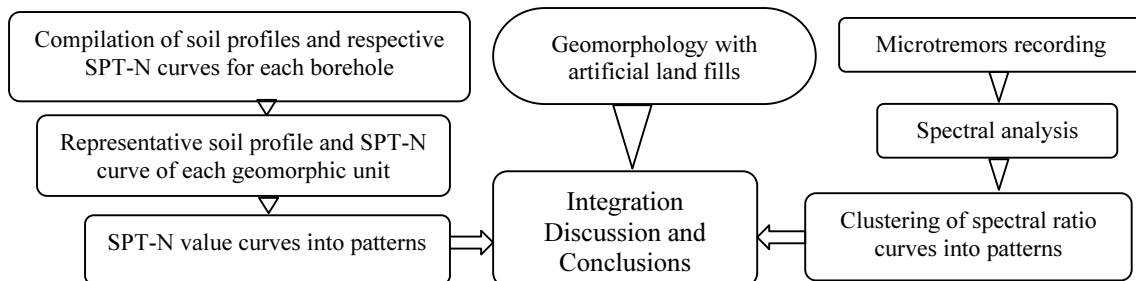 Compilation of soil profiles and respective
SPT-N curves for each borehole
Representative soil profile and SPT-N
curve of each geomorphic unit
SPT-N value curves into patterns
Geomorphology with
artificial land fills
Integration
Discussion and
Conclusions
Microtremors recording
Spectral analysis
Clustering of spectral ratio
curves into patterns